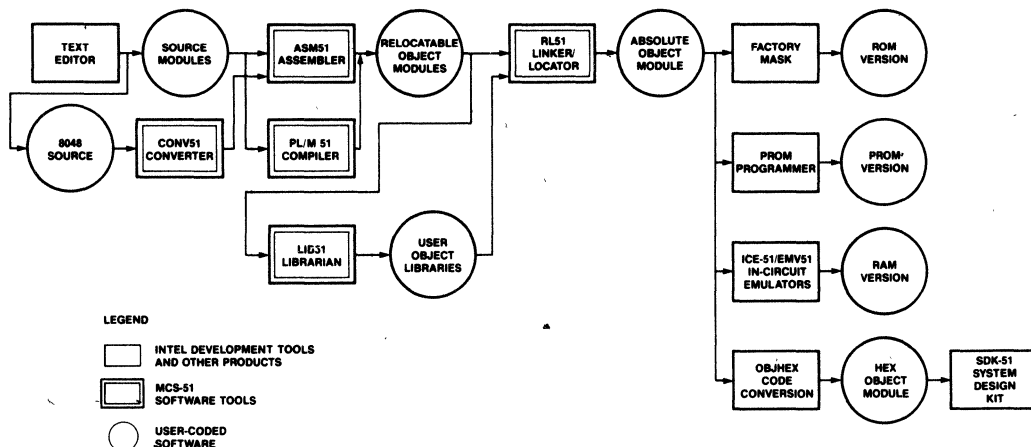 TEXT
EDITOR
SOURCE
MODULES
ASM51
ASSEMBLER
RELOCATABLE
OBJECT
MODULES
RL51
LINKER/
LOCATOR
ABSOLUTE
OBJECT
MODULE
FACTORY
MASK
ROM
VERSION
8048
SOURCE
CONV51
CONVERTER
PL/M 51
COMPILER
PROM
PROGRAMMER
PROM
VERSION
LIB51
LIBRARIAN
USER
OBJECT
LIBRARIES
ICE-51/EMV51
IN-CIRCUIT
EMULATORS
RAM
VERSION
OBJHEX
CODE
CONVERSION
HEX
OBJECT
MODULE
SDK-51
SYSTEM
DESIGN
KIT
LEGEND
INTEL DEVELOPMENT TOOLS
AND OTHER PRODUCTS
MCS-51
SOFTWARE TOOLS
USER-CODED
SOFTWARE